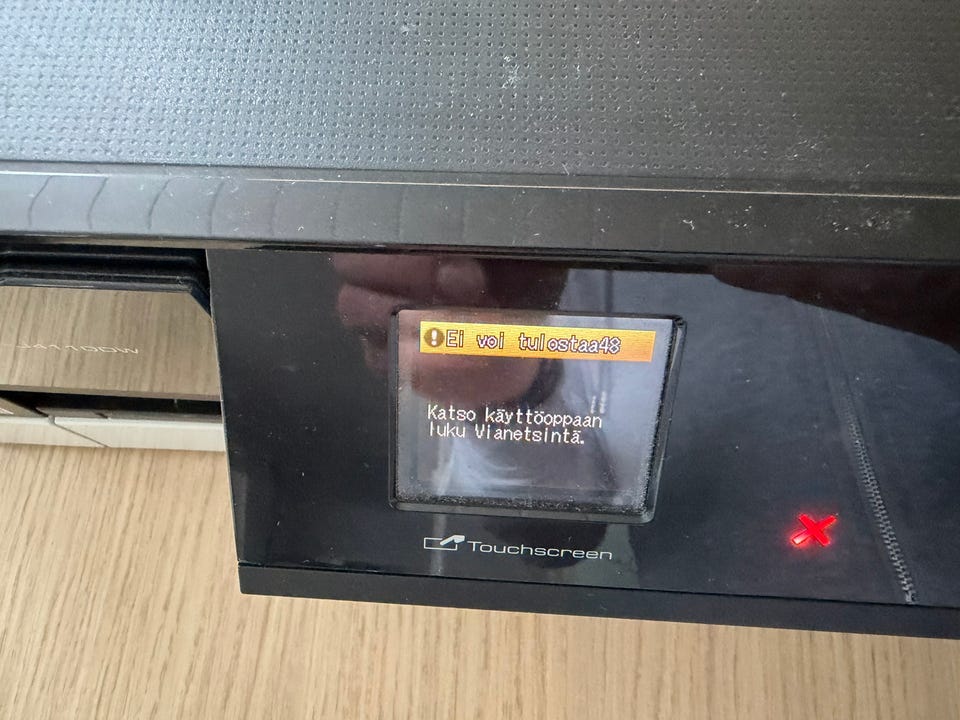 Ei voi tulostaa48
Katso käyttöoppaan
luku Vianetsintä.
Touchscreen